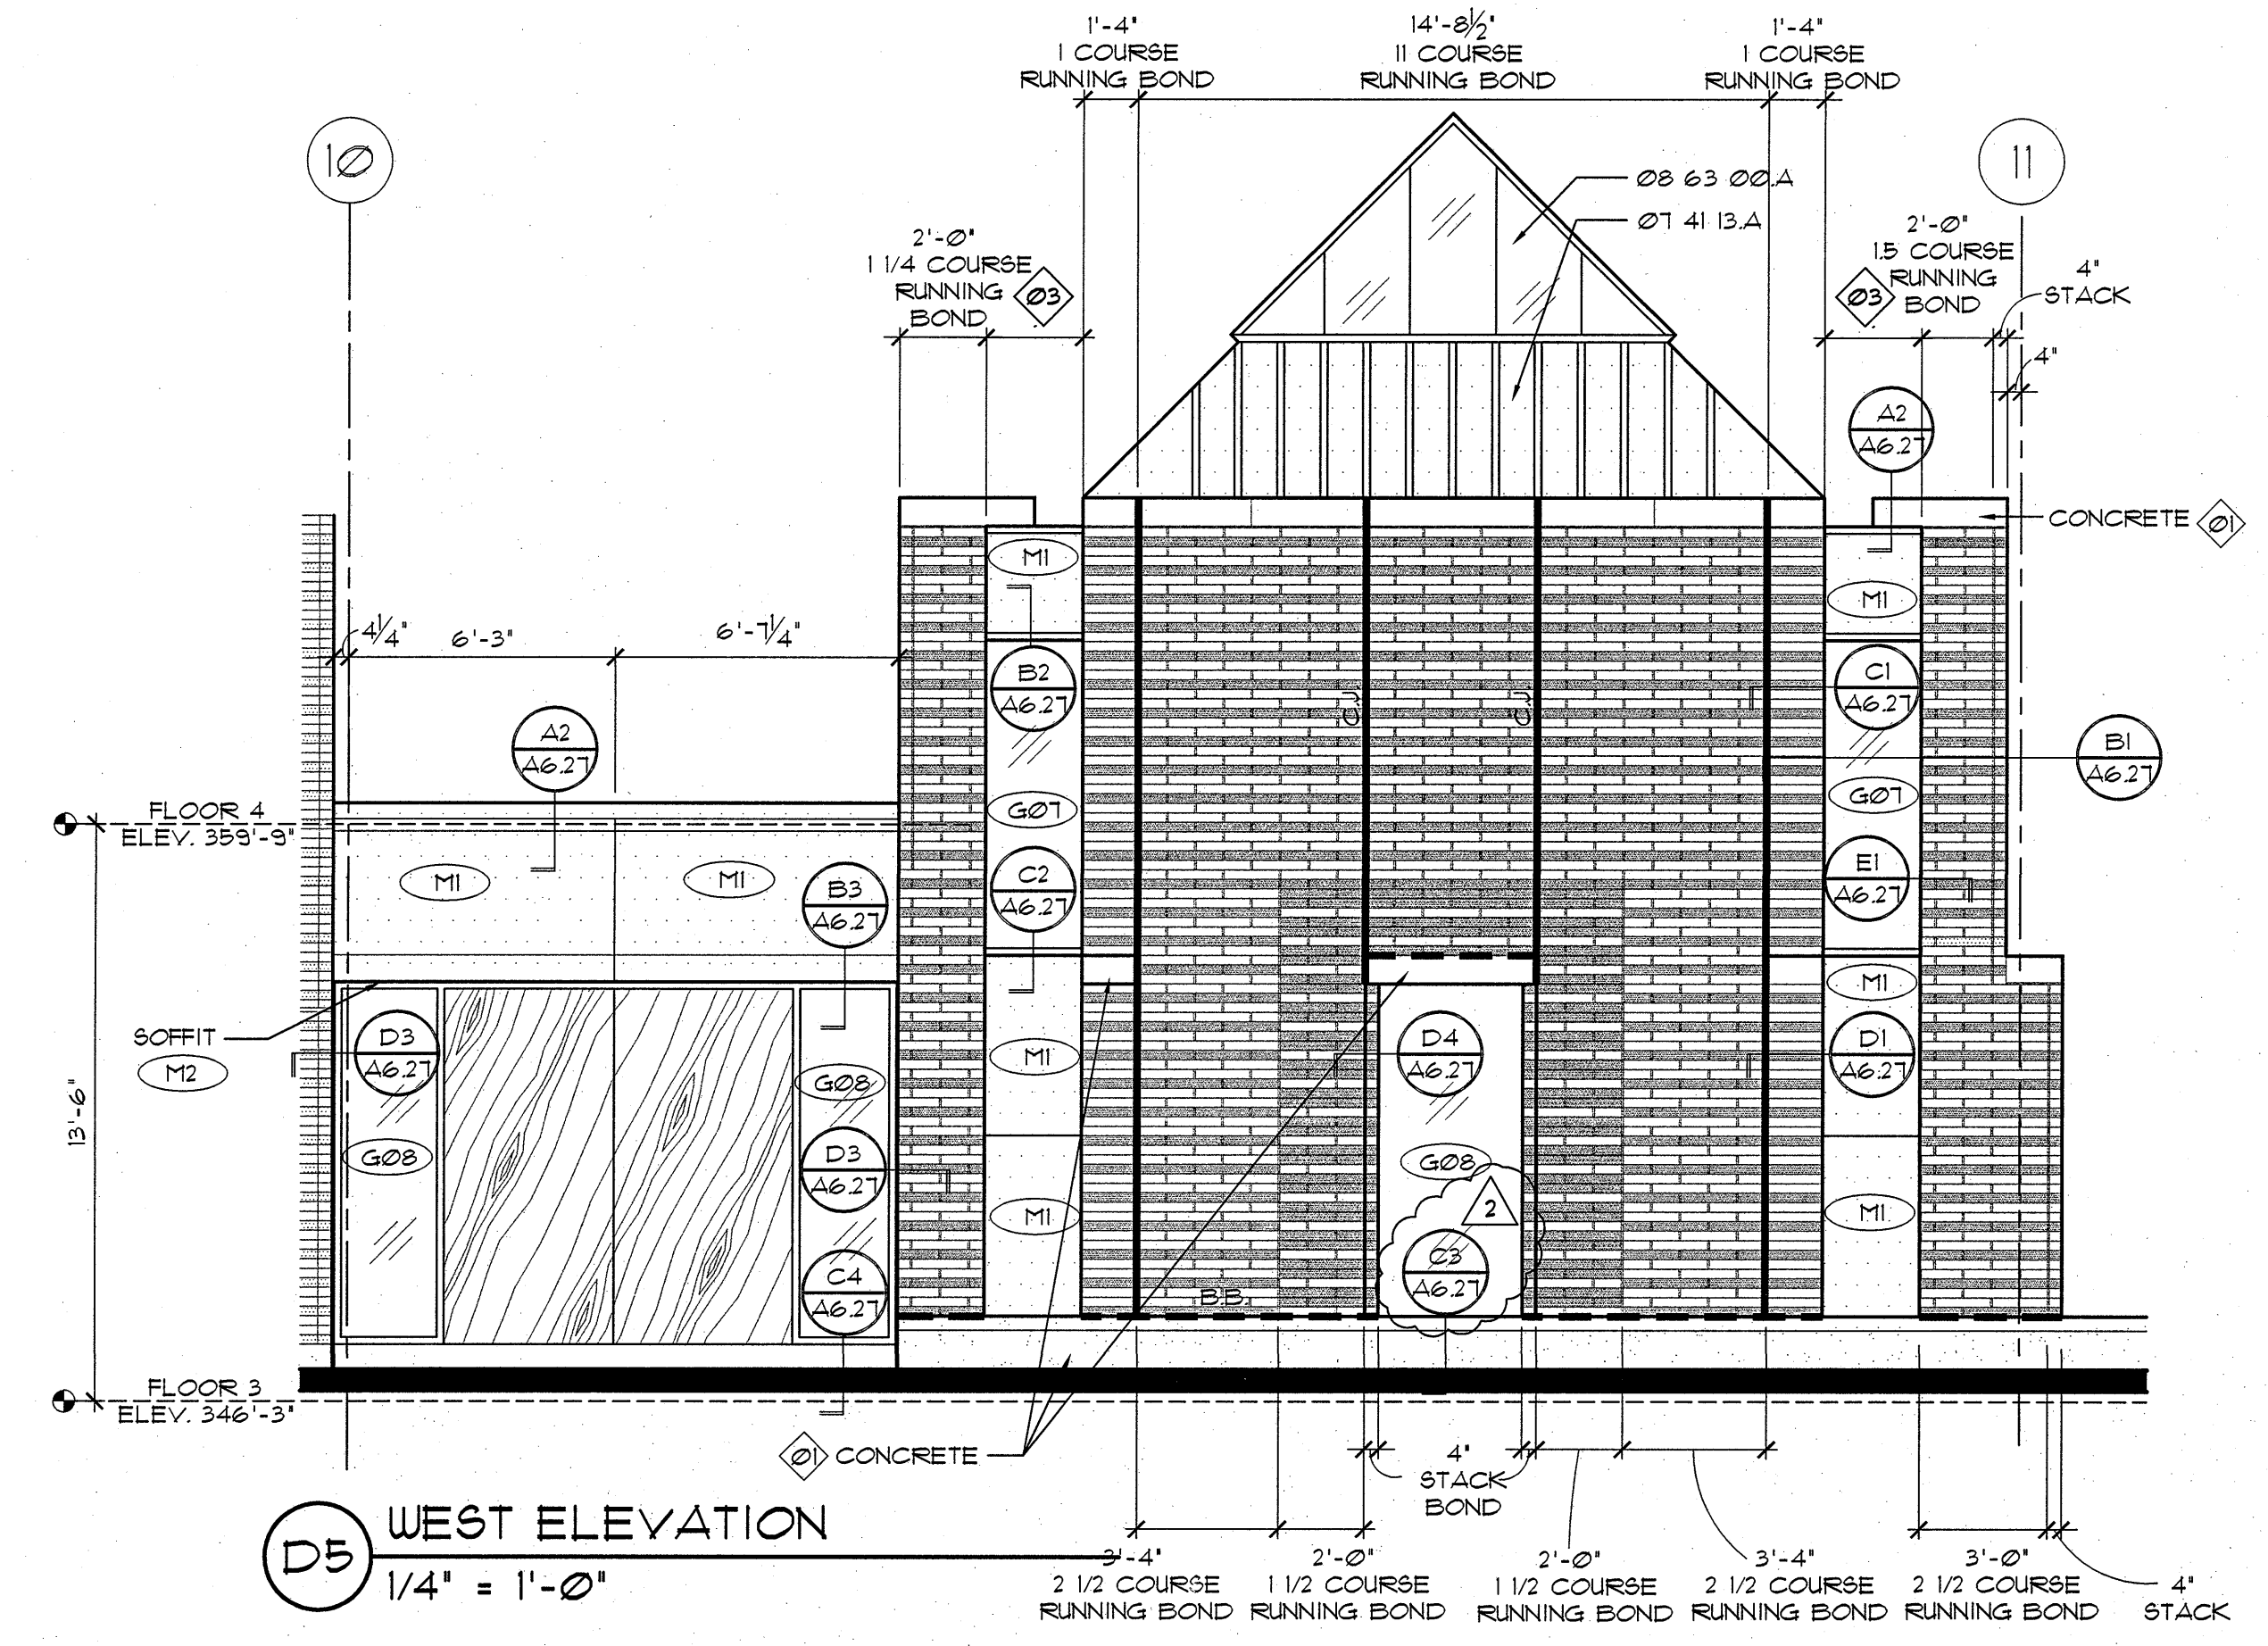 1'-4"
1 COURSE
RUNNING BOND
14'-8½"
11 COURSE
RUNNING BOND
1'-4"
1 COURSE
RUNNING BOND
10
11
08 63 00.A
07 41 13.A
2'-0"
1 1/4 COURSE
RUNNING
BOND
03
2'-0"
1.5 COURSE
RUNNING
BOND
03
4"
STACK
4"
A2
A6.27
CONCRETE
01
M1
M1
4¼"
6'-3"
6'-7¼"
B2
A6.27
C.J.
C.J.
C1
A6.27
A2
A6.27
B1
A6.27
G07
G07
FLOOR 4
ELEV. 359'-9"
M1
M1
B3
A6.27
C2
A6.27
E1
A6.27
M1
SOFFIT
M2
D3
A6.27
G08
M1
D4
A6.27
D1
A6.27
13'-6"
G08
D3
A6.27
G08
2
M1
M1
C4
A6.27
B.B.
C3
A6.27
FLOOR 3
ELEV. 346'-3"
01 CONCRETE
4"
STACK
BOND
D5
WEST ELEVATION
1/4" = 1'-0"
3'-4"
2 1/2 COURSE
RUNNING BOND
2'-0"
1 1/2 COURSE
RUNNING BOND
2'-0"
1 1/2 COURSE
RUNNING BOND
3'-4"
2 1/2 COURSE
RUNNING BOND
3'-0"
2 1/2 COURSE
RUNNING BOND
4"
STACK